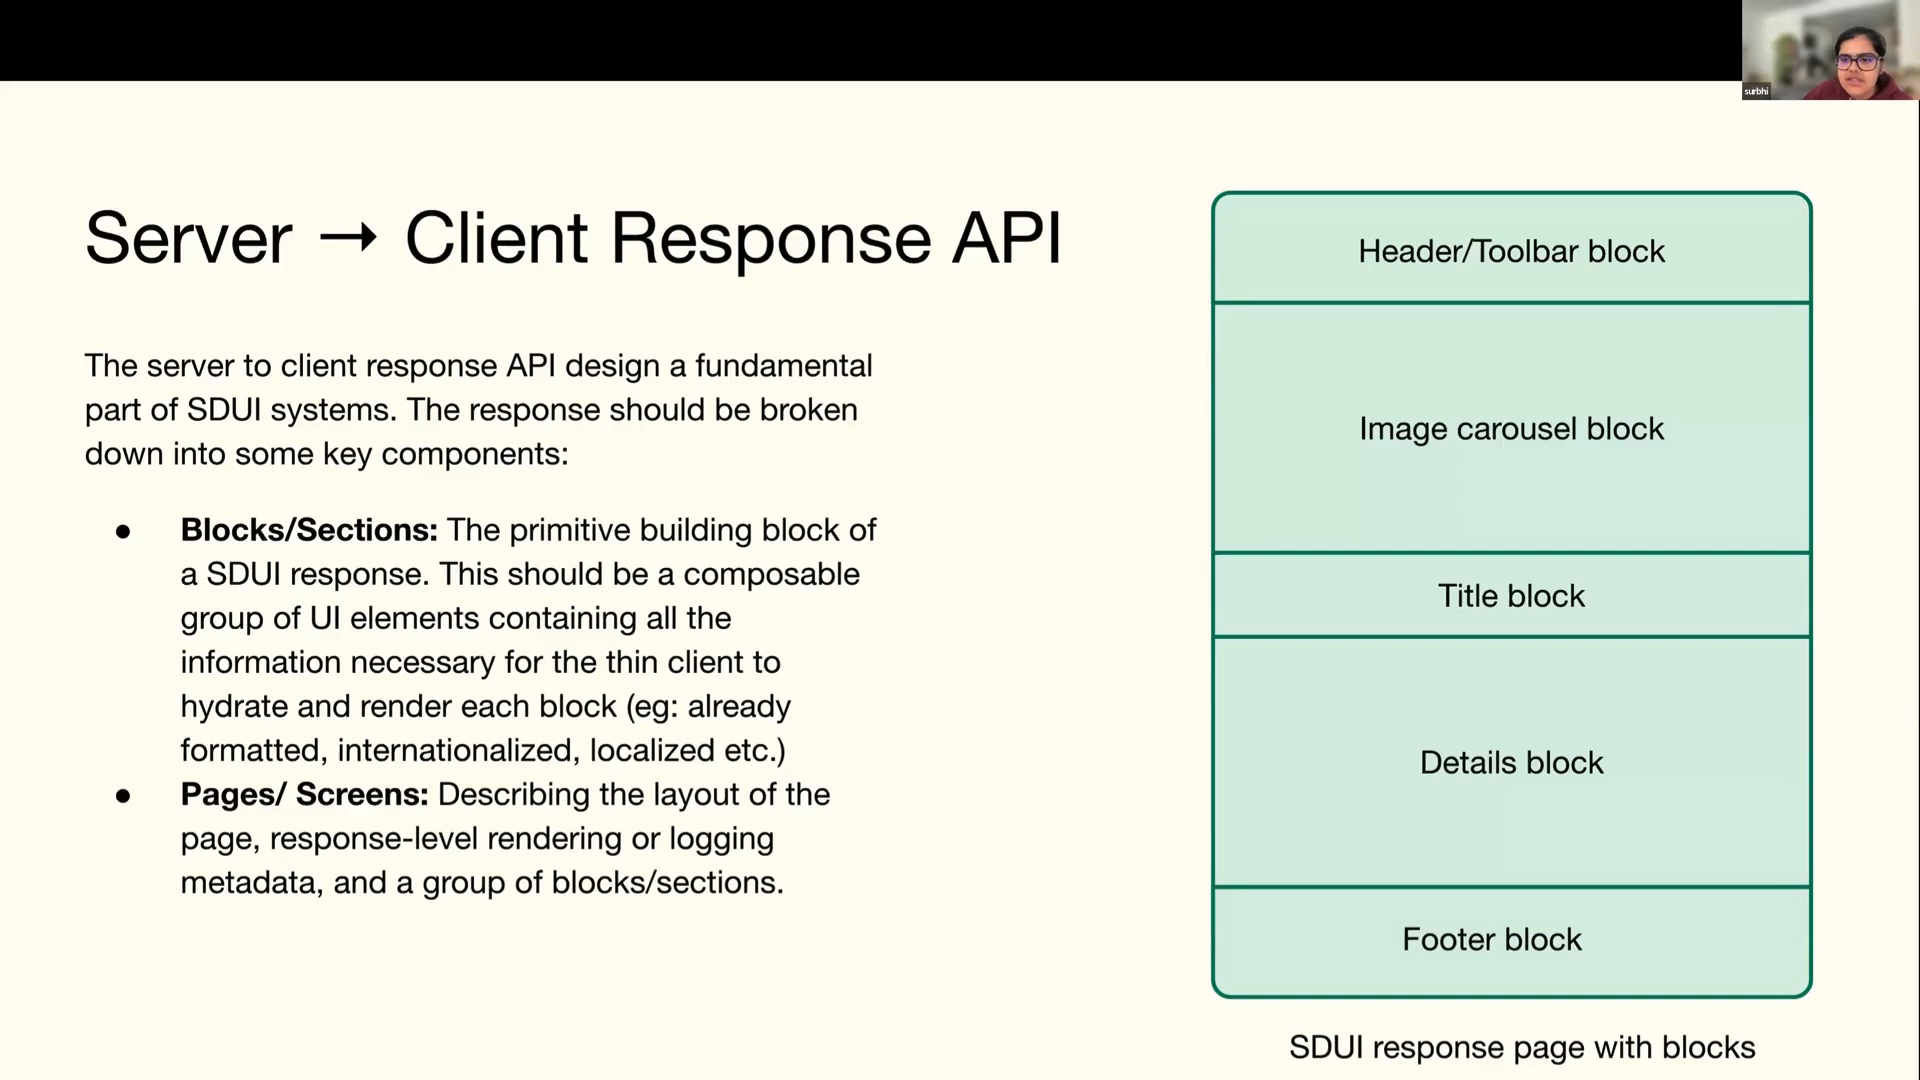 surbhi
Server → Client Response API
The server to client response API design a fundamental
part of SDUI systems. The response should be broken
down into some key components:
● Blocks/Sections: The primitive building block of
a SDUI response. This should be a composable
group of UI elements containing all the
information necessary for the thin client to
hydrate and render each block (eg: already
formatted, internationalized, localized etc.)
● Pages/ Screens: Describing the layout of the
page, response-level rendering or logging
metadata, and a group of blocks/sections.
Header/Toolbar block
Image carousel block
Title block
Details block
Footer block
SDUI response page with blocks